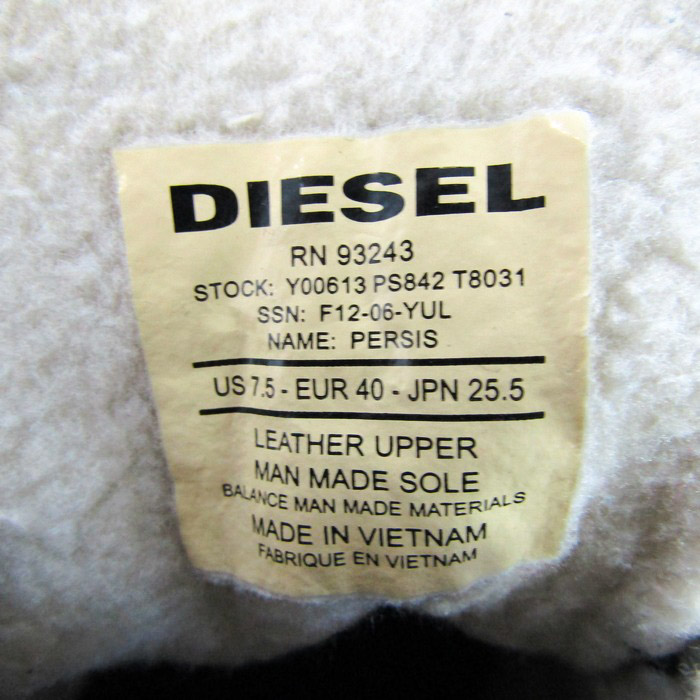 DIESEL
RN 93243
STOCK: Y00613 PS842 T8031
SSN: F12-06-YUL
NAME: PERSIS
US 7.5 - EUR 40 - JPN 25.5
LEATHER UPPER
MAN MADE SOLE
BALANCE MAN MADE MATERIALS
MADE IN VIETNAM
FABRIQUE EN VIETNAM